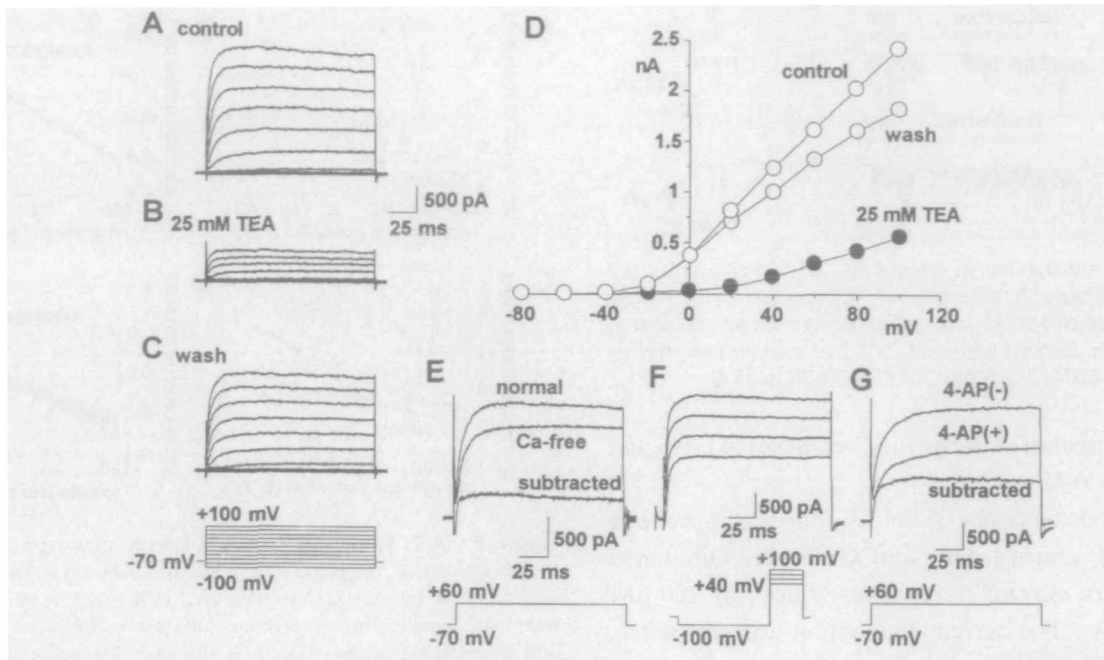 A
control
500 pA
25 ms
B
25 mM TEA
C
wash
+100 mV
-70 mV
-100 mV
D
2.5
nA
2
1.5
1
0.5
control
wash
25 mM TEA
-80
-40
0
40
80
120
mV
E
normal
Ca-free
subtracted
500 pA
25 ms
+60 mV
-70 mV
F
500 pA
25 ms
+100 mV
+40 mV
-100 mV
G
4-AP(-)
4-AP(+)
subtracted
500 pA
25 ms
+60 mV
-70 mV